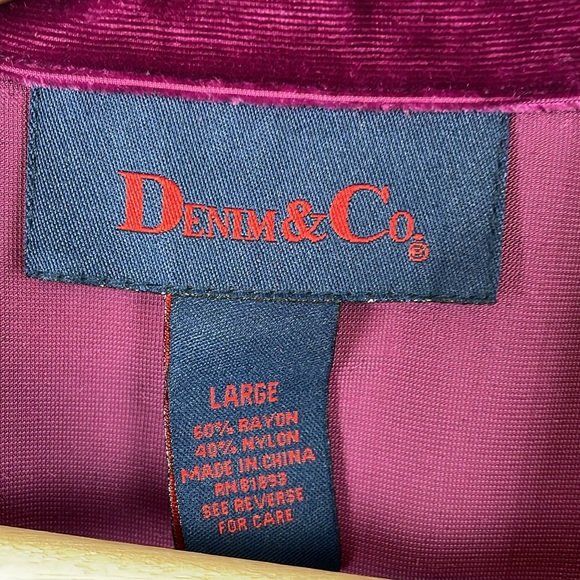 DENIM & CO.®
LARGE
60% RAYON
40% NYLON
MADE IN CHINA
RN 81893
SEE REVERSE
FOR CARE